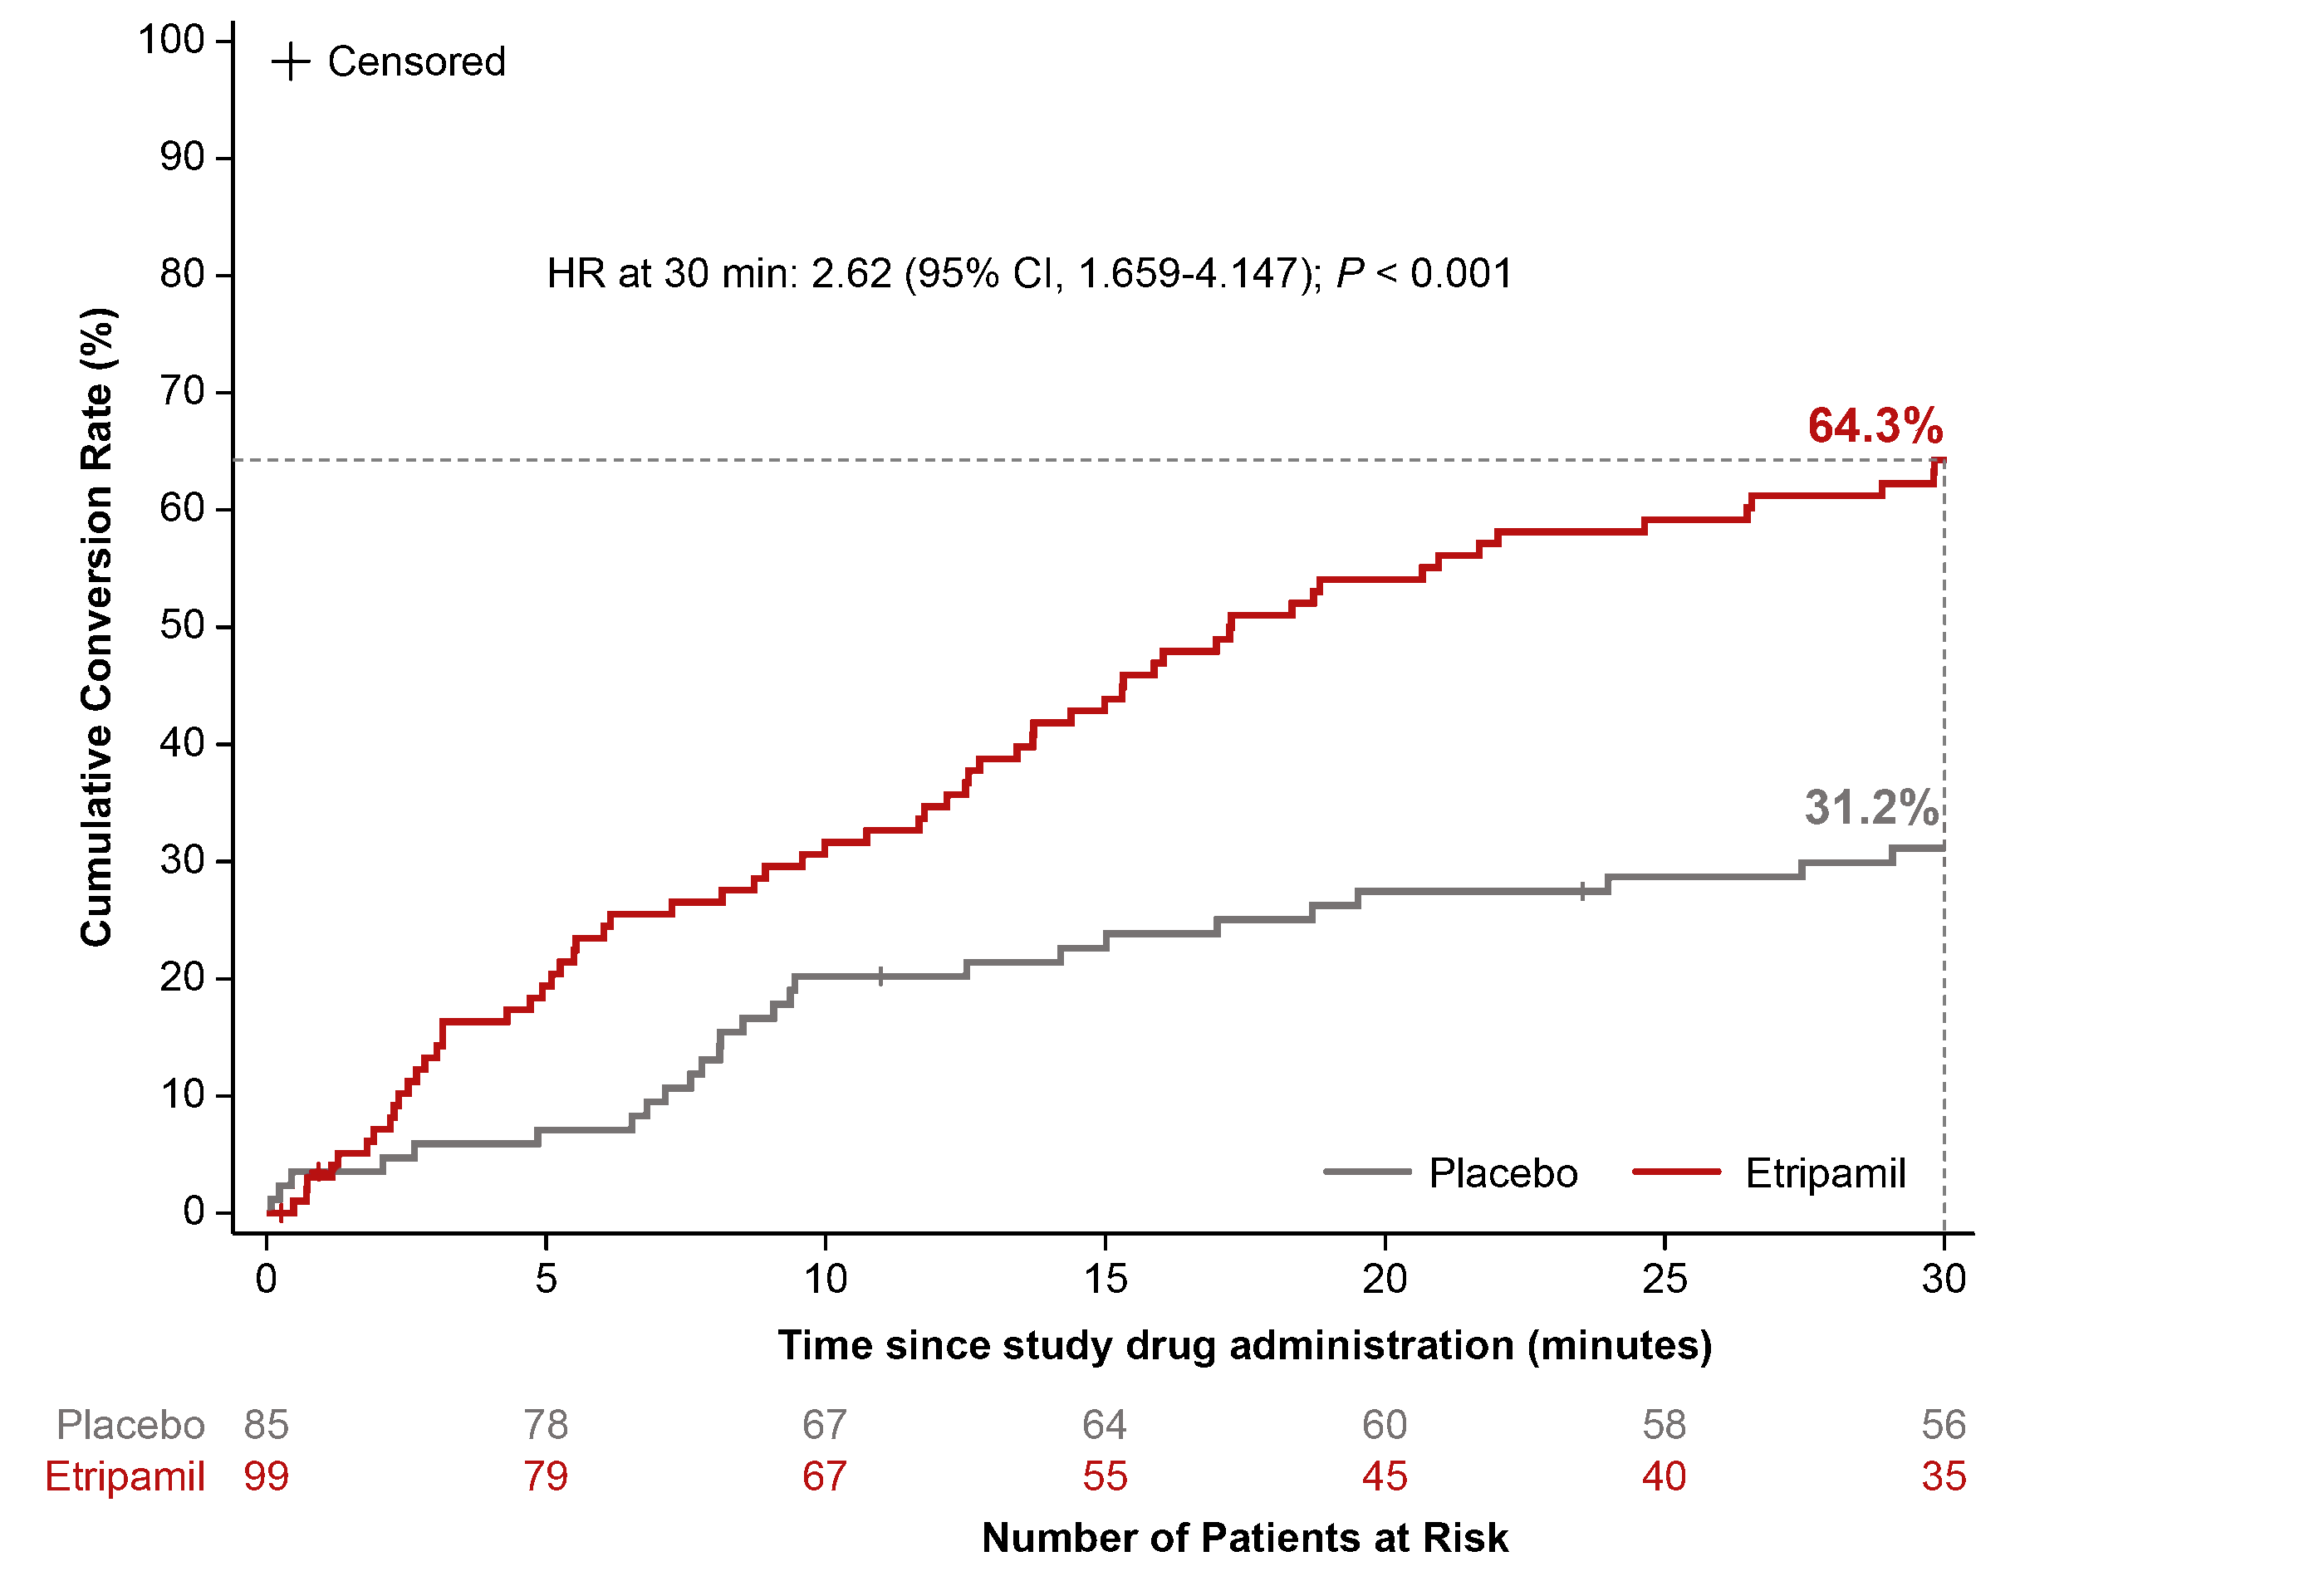 100
+ Censored
90
80
HR at 30 min: 2.62 (95% CI, 1.659-4.147); P < 0.001
70
64.3%
60
50
40
31.2%
30
20
10
0
Cumulative Conversion Rate (%)
Placebo Etripamil
0 5 10 15 20 25 30
Time since study drug administration (minutes)
Placebo 85 78 67 64 60 58 56
Etripamil 99 79 67 55 45 40 35
Number of Patients at Risk